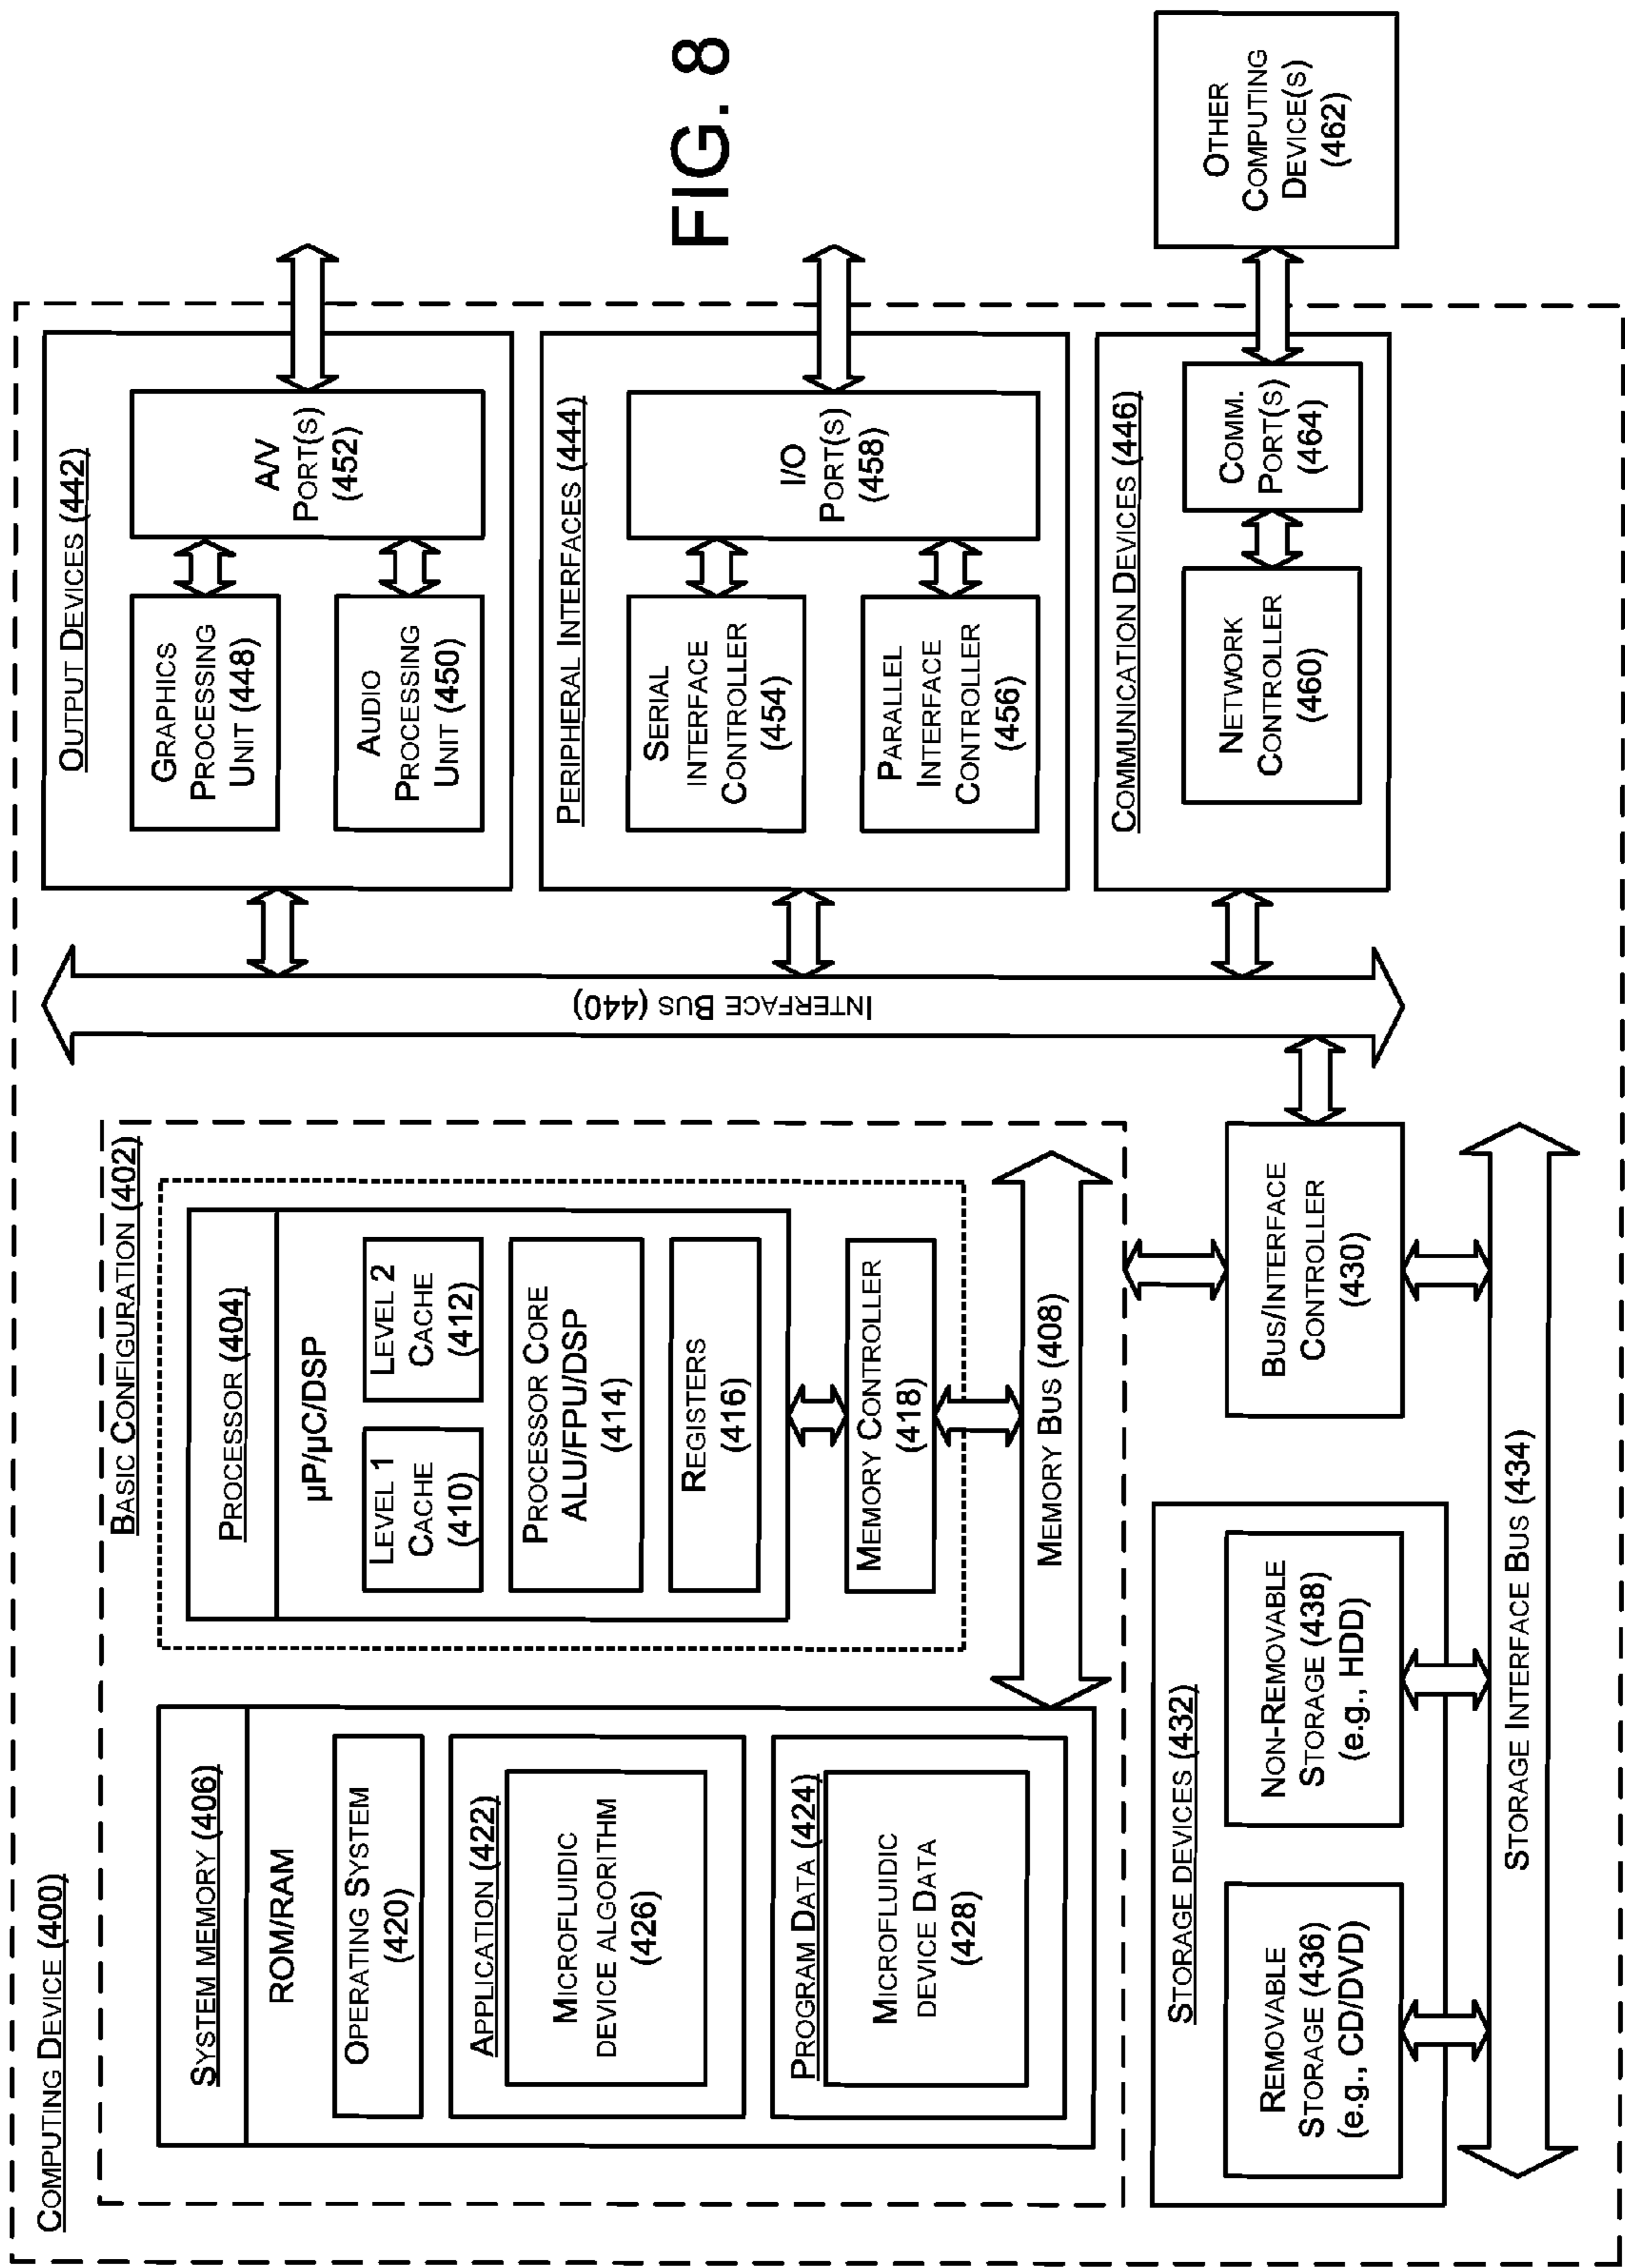 COMPUTING DEVICE (400)
BASIC CONFIGURATION (402)
SYSTEM MEMORY (406)
ROM/RAM
OPERATING SYSTEM
(420)
APPLICATION (422)
MICROFLUIDIC
DEVICE ALGORITHM
(426)
PROGRAM DATA (424)
MICROFLUIDIC
DEVICE DATA
(428)
PROCESSOR (404)
µP/µC/DSP
LEVEL 1
CACHE
(410)
LEVEL 2
CACHE
(412)
PROCESSOR CORE
ALU/FPU/DSP
(414)
REGISTERS
(416)
MEMORY CONTROLLER
(418)
MEMORY BUS (408)
BUS/INTERFACE
CONTROLLER
(430)
STORAGE DEVICES (432)
REMOVABLE
STORAGE (436)
(e.g., CD/DVD)
NON-REMOVABLE
STORAGE (438)
(e.g., HDD)
STORAGE INTERFACE BUS (434)
INTERFACE BUS (440)
OUTPUT DEVICES (442)
GRAPHICS
PROCESSING
UNIT (448)
AUDIO
PROCESSING
UNIT (450)
A/V
PORT(S)
(452)
PERIPHERAL INTERFACES (444)
SERIAL
INTERFACE
CONTROLLER
(454)
PARALLEL
INTERFACE
CONTROLLER
(456)
I/O
PORT(S)
(458)
COMMUNICATION DEVICES (446)
NETWORK
CONTROLLER
(460)
COMM.
PORT(S)
(464)
OTHER
COMPUTING
DEVICE(S)
(462)
FIG. 8